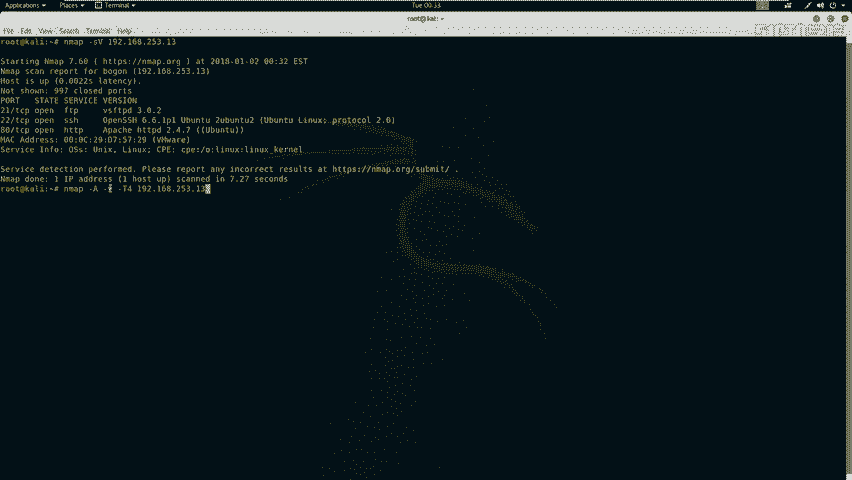 Applications Places Terminal Tue 00:33
root@kali: ~
File Edit View Search Terminal Help
root@kali:~# nmap -sV 192.168.253.13
Starting Nmap 7.60 ( https://nmap.org ) at 2018-01-02 00:32 EST
Nmap scan report for bogon (192.168.253.13)
Host is up (0.0022s latency).
Not shown: 997 closed ports
PORT STATE SERVICE VERSION
21/tcp open ftp vsftpd 3.0.2
22/tcp open ssh OpenSSH 6.6.1p1 Ubuntu 2ubuntu2 (Ubuntu Linux; protocol 2.0)
80/tcp open http Apache httpd 2.4.7 ((Ubuntu))
MAC Address: 00:0C:29:D7:57:29 (VMware)
Service Info: OSs: Unix, Linux; CPE: cpe:/o:linux:linux_kernel
Service detection performed. Please report any incorrect results at https://nmap.org/submit/ .
Nmap done: 1 IP address (1 host up) scanned in 7.27 seconds
root@kali:~# nmap -A -T4 192.168.253.13